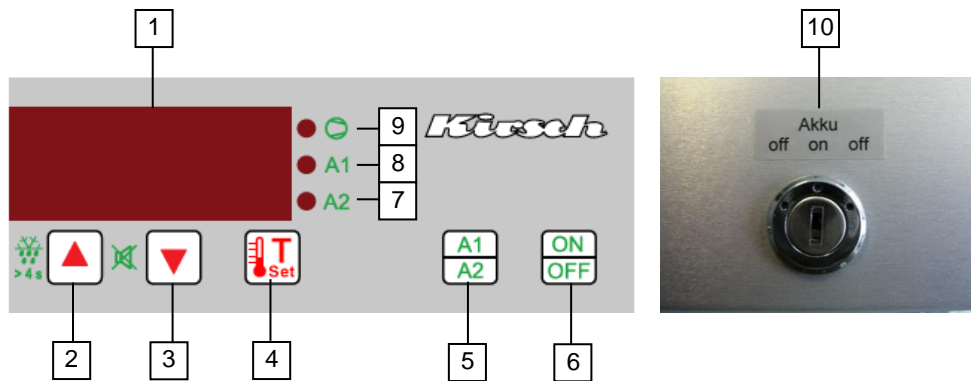 1
10
Kirsch
9
A1 8
A2 7
Akku
off on off
> 4 s
T
Set
A1
A2
ON
OFF
2
3
4
5
6